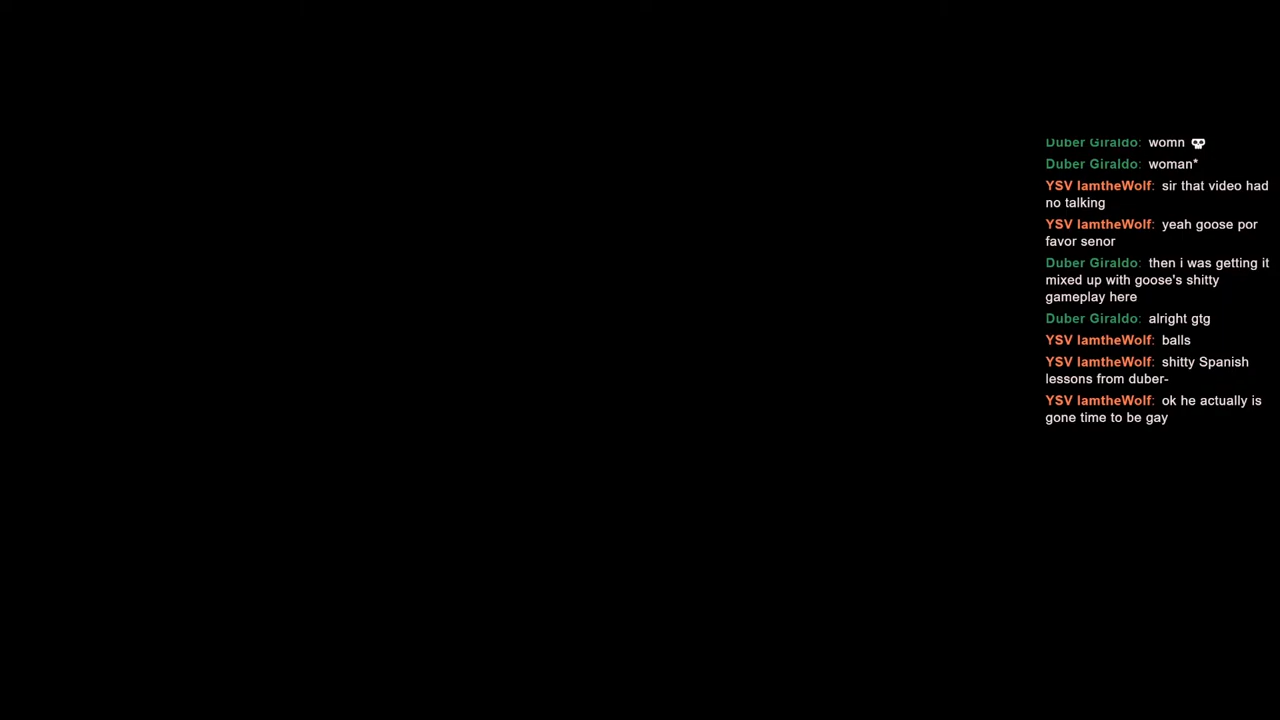 Duber Giraldo: womn 💀
Duber Giraldo: woman*
YSV IamtheWolf: sir that video had
no talking
YSV IamtheWolf: yeah goose por
favor senor
Duber Giraldo: then i was getting it
mixed up with goose's shitty
gameplay here
Duber Giraldo: alright gtg
YSV IamtheWolf: balls
YSV IamtheWolf: shitty Spanish
lessons from duber-
YSV IamtheWolf: ok he actually is
gone time to be gay